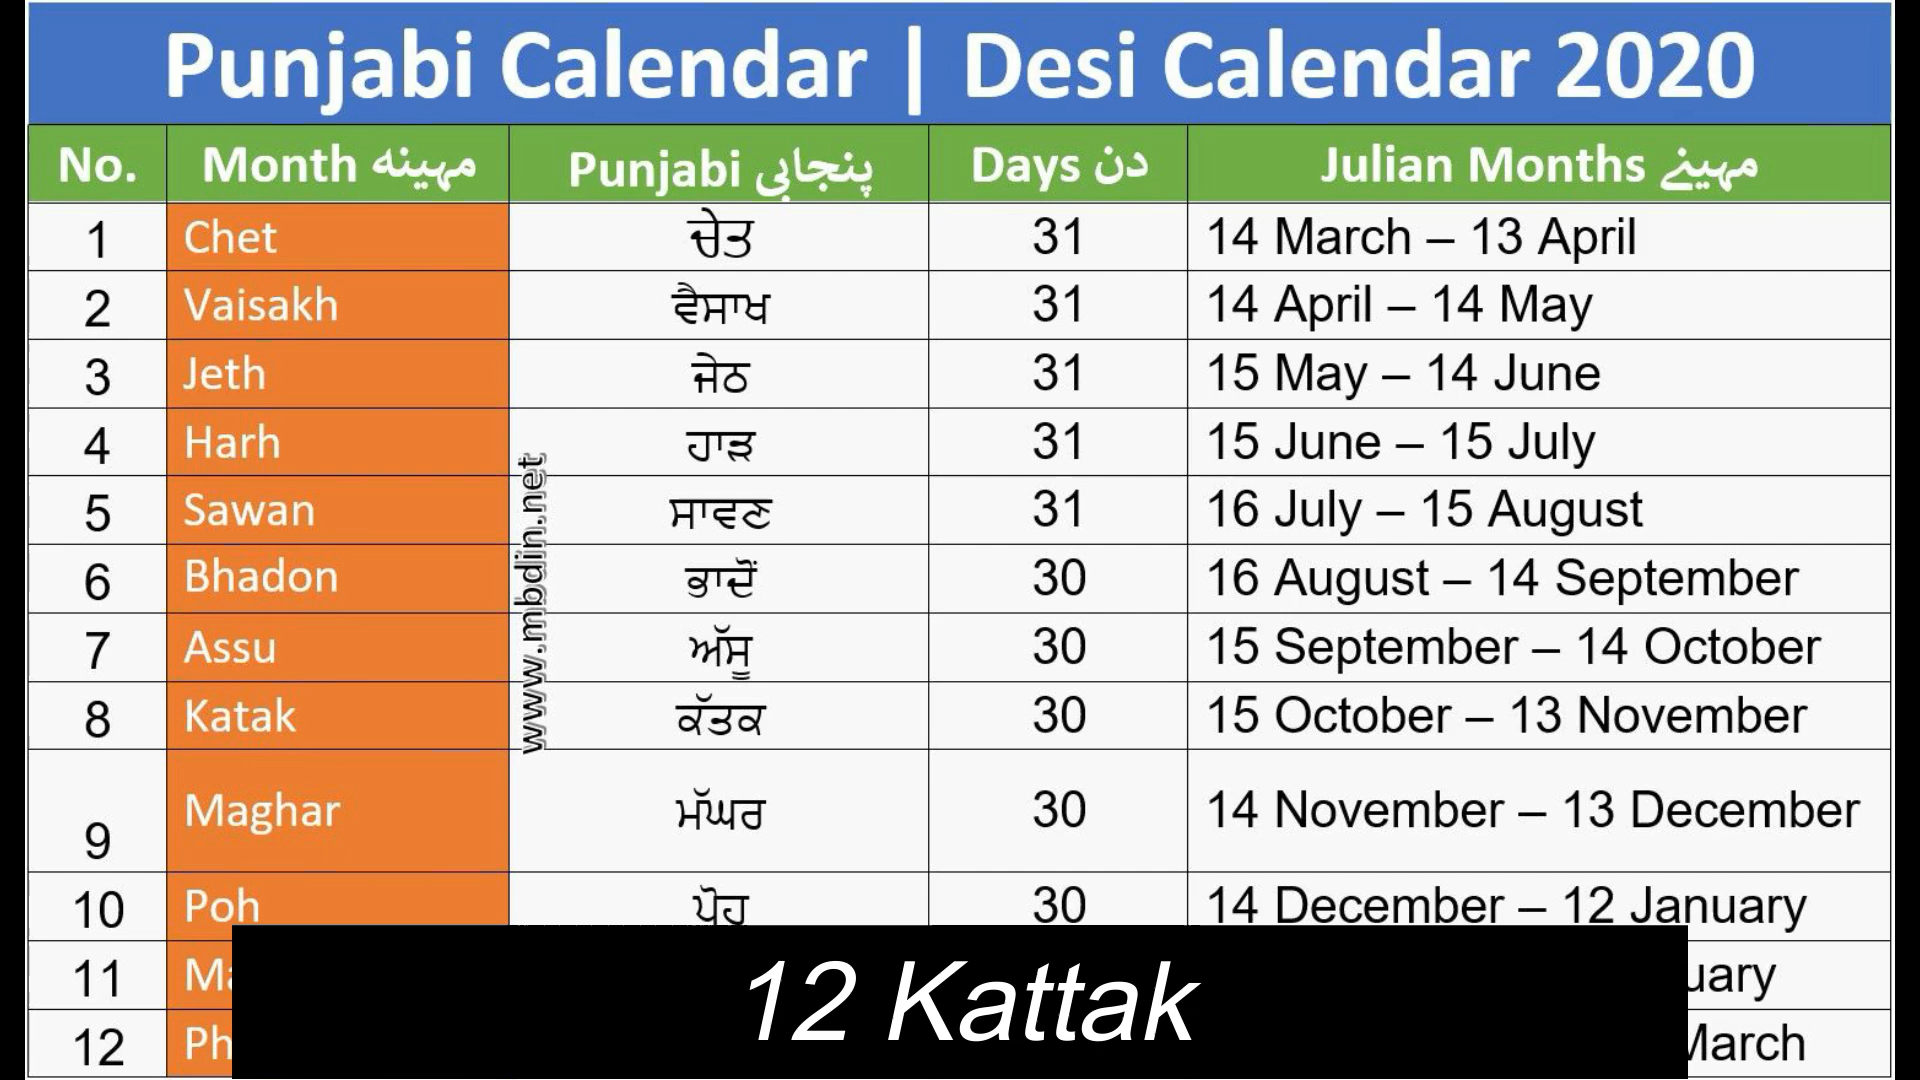 Punjabi Calendar | Desi Calendar 2020
No. Month مہینہ Punjabi پنجابی Days دن Julian Months مہینے
1 Chet ਚੇਤ 31 14 March – 13 April
2 Vaisakh ਵੈਸਾਖ 31 14 April – 14 May
3 Jeth ਜੇਠ 31 15 May – 14 June
4 Harh ਹਾੜ 31 15 June – 15 July
5 Sawan ਸਾਵਣ 31 16 July – 15 August
6 Bhadon ਭਾਦੋਂ 30 16 August – 14 September
7 Assu ਅੱਸੂ 30 15 September – 14 October
8 Katak ਕੱਤਕ 30 15 October – 13 November
9 Maghar ਮੱਘਰ 30 14 November – 13 December
10 Poh ਪੋਹ 30 14 December – 12 January
11
12 March
www.mbdin.net
12 Kattak